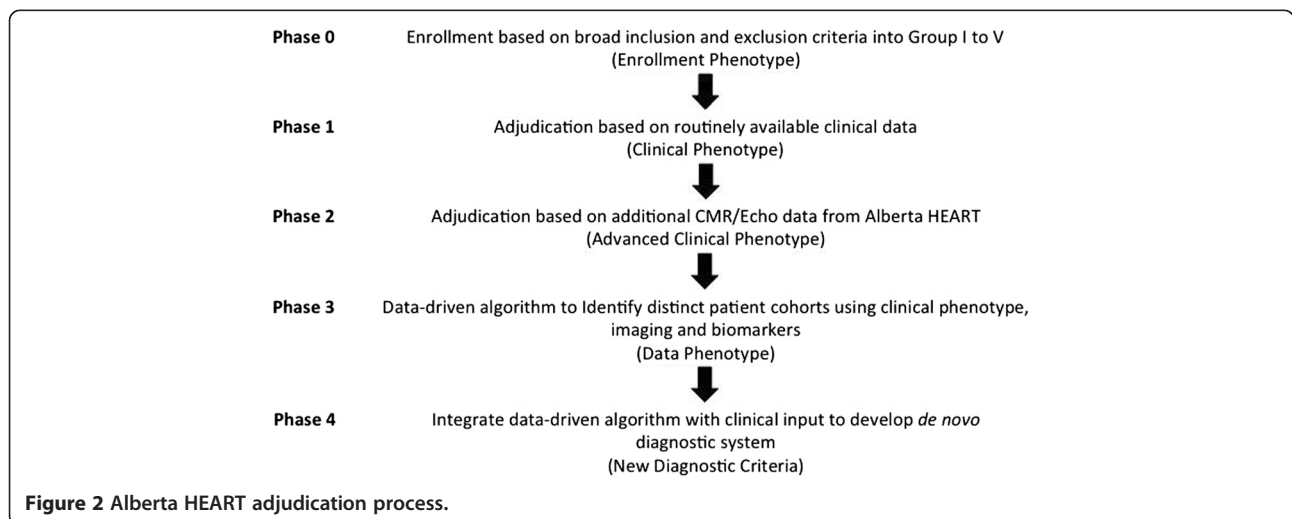 Phase 0 Enrollment based on broad inclusion and exclusion criteria into Group I to V
(Enrollment Phenotype)
Phase 1 Adjudication based on routinely available clinical data
(Clinical Phenotype)
Phase 2 Adjudication based on additional CMR/Echo data from Alberta HEART
(Advanced Clinical Phenotype)
Phase 3 Data-driven algorithm to Identify distinct patient cohorts using clinical phenotype,
imaging and biomarkers
(Data Phenotype)
Phase 4 Integrate data-driven algorithm with clinical input to develop de novo
diagnostic system
(New Diagnostic Criteria)
Figure 2 Alberta HEART adjudication process.